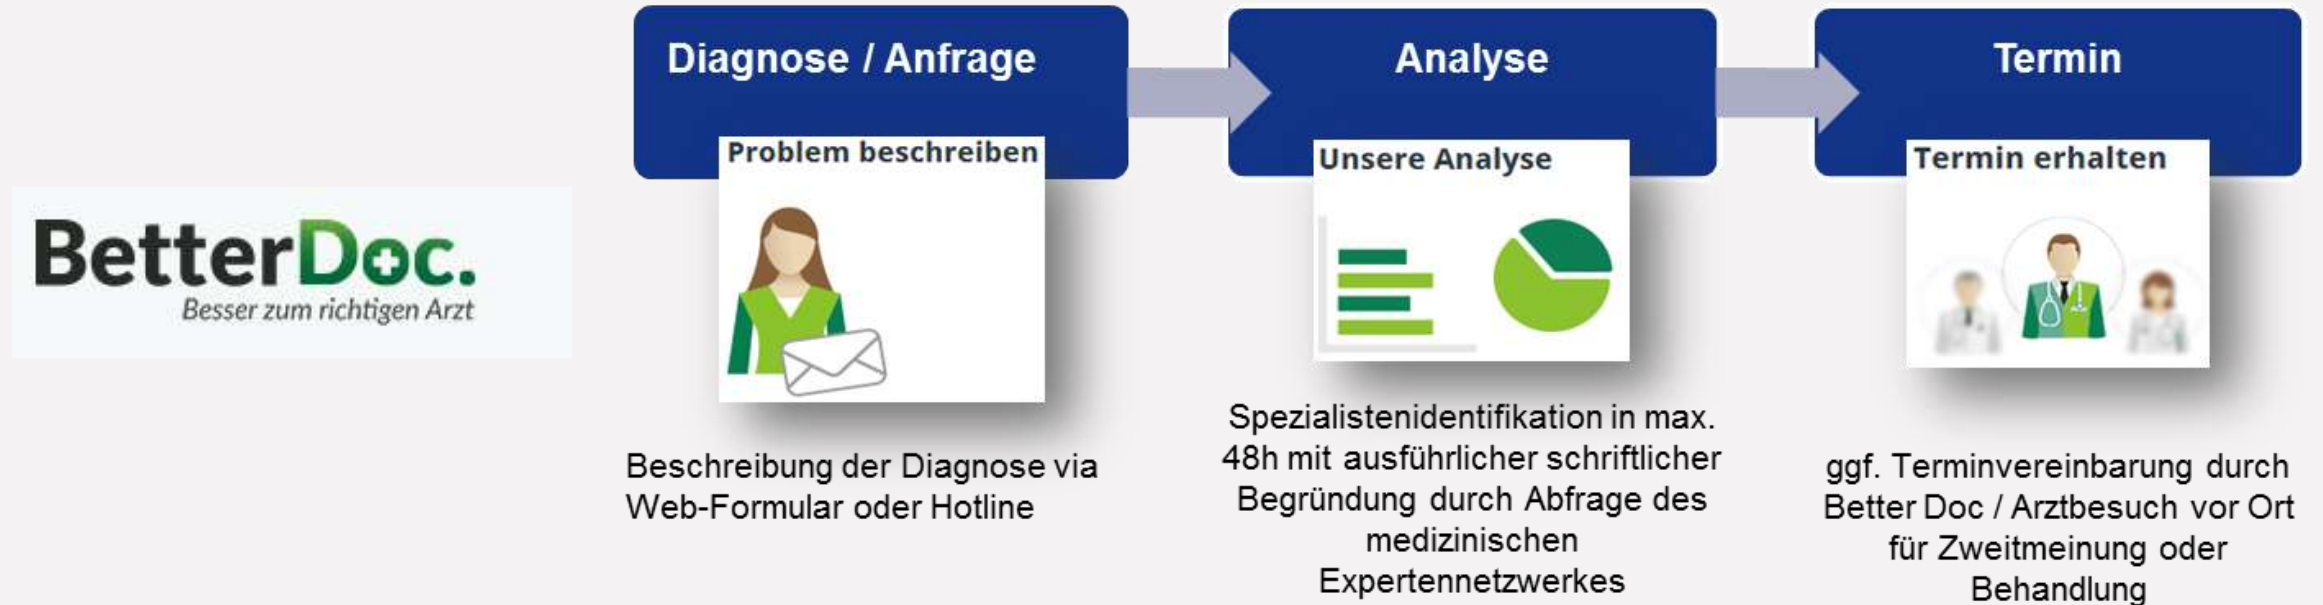 BetterDoc.
Besser zum richtigen Arzt
Diagnose / Anfrage
Problem beschreiben
Beschreibung der Diagnose via
Web-Formular oder Hotline
Analyse
Unsere Analyse
Spezialistenidentifikation in max.
48h mit ausführlicher schriftlicher
Begründung durch Abfrage des
medizinischen
Expertennetzwerkes
Termin
Termin erhalten
ggf. Terminvereinbarung durch
Better Doc / Arztbesuch vor Ort
für Zweitmeinung oder
Behandlung